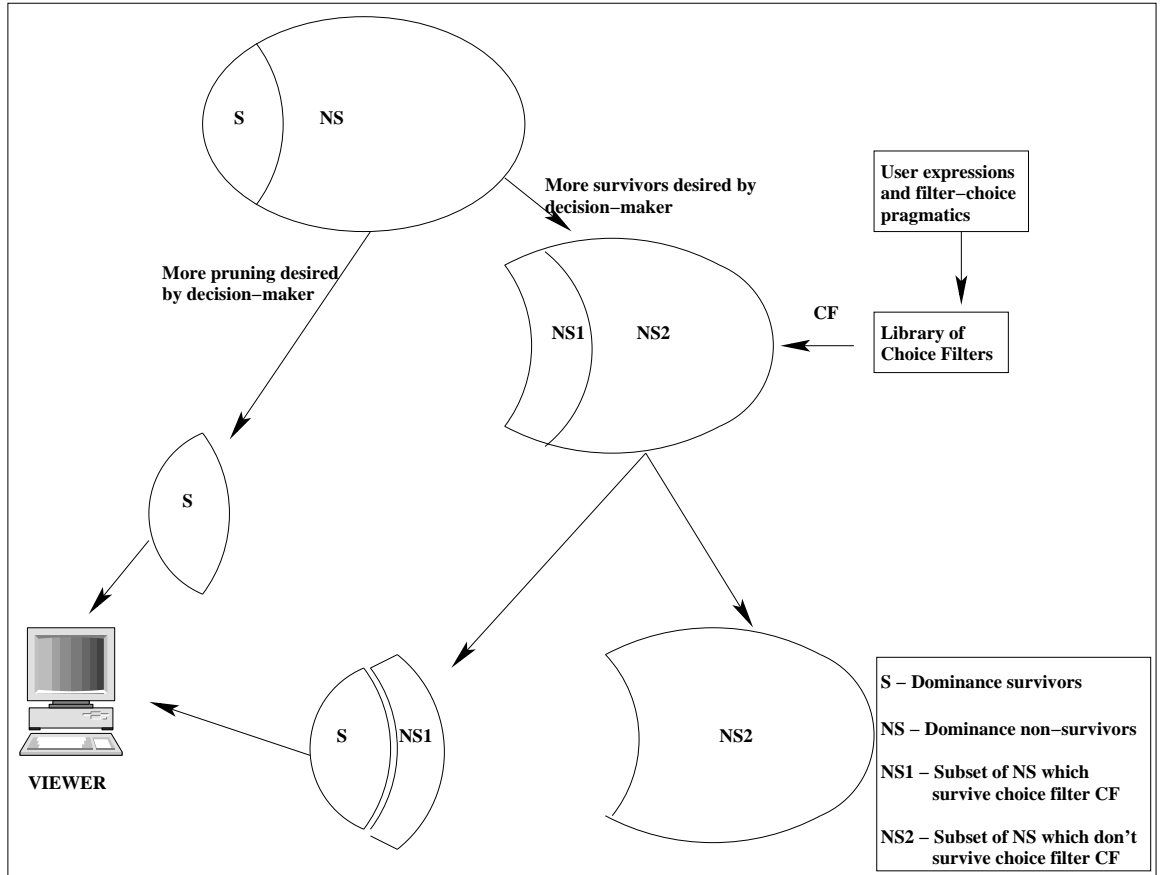 S
NS
More survivors desired by
decision−maker
User expressions
and filter−choice
pragmatics
More pruning desired
by decision−maker
NS1
NS2
CF
Library of
Choice Filters
S
S
NS1
NS2
VIEWER
S − Dominance survivors
NS − Dominance non−survivors
NS1 − Subset of NS which
survive choice filter CF
NS2 − Subset of NS which don't
survive choice filter CF